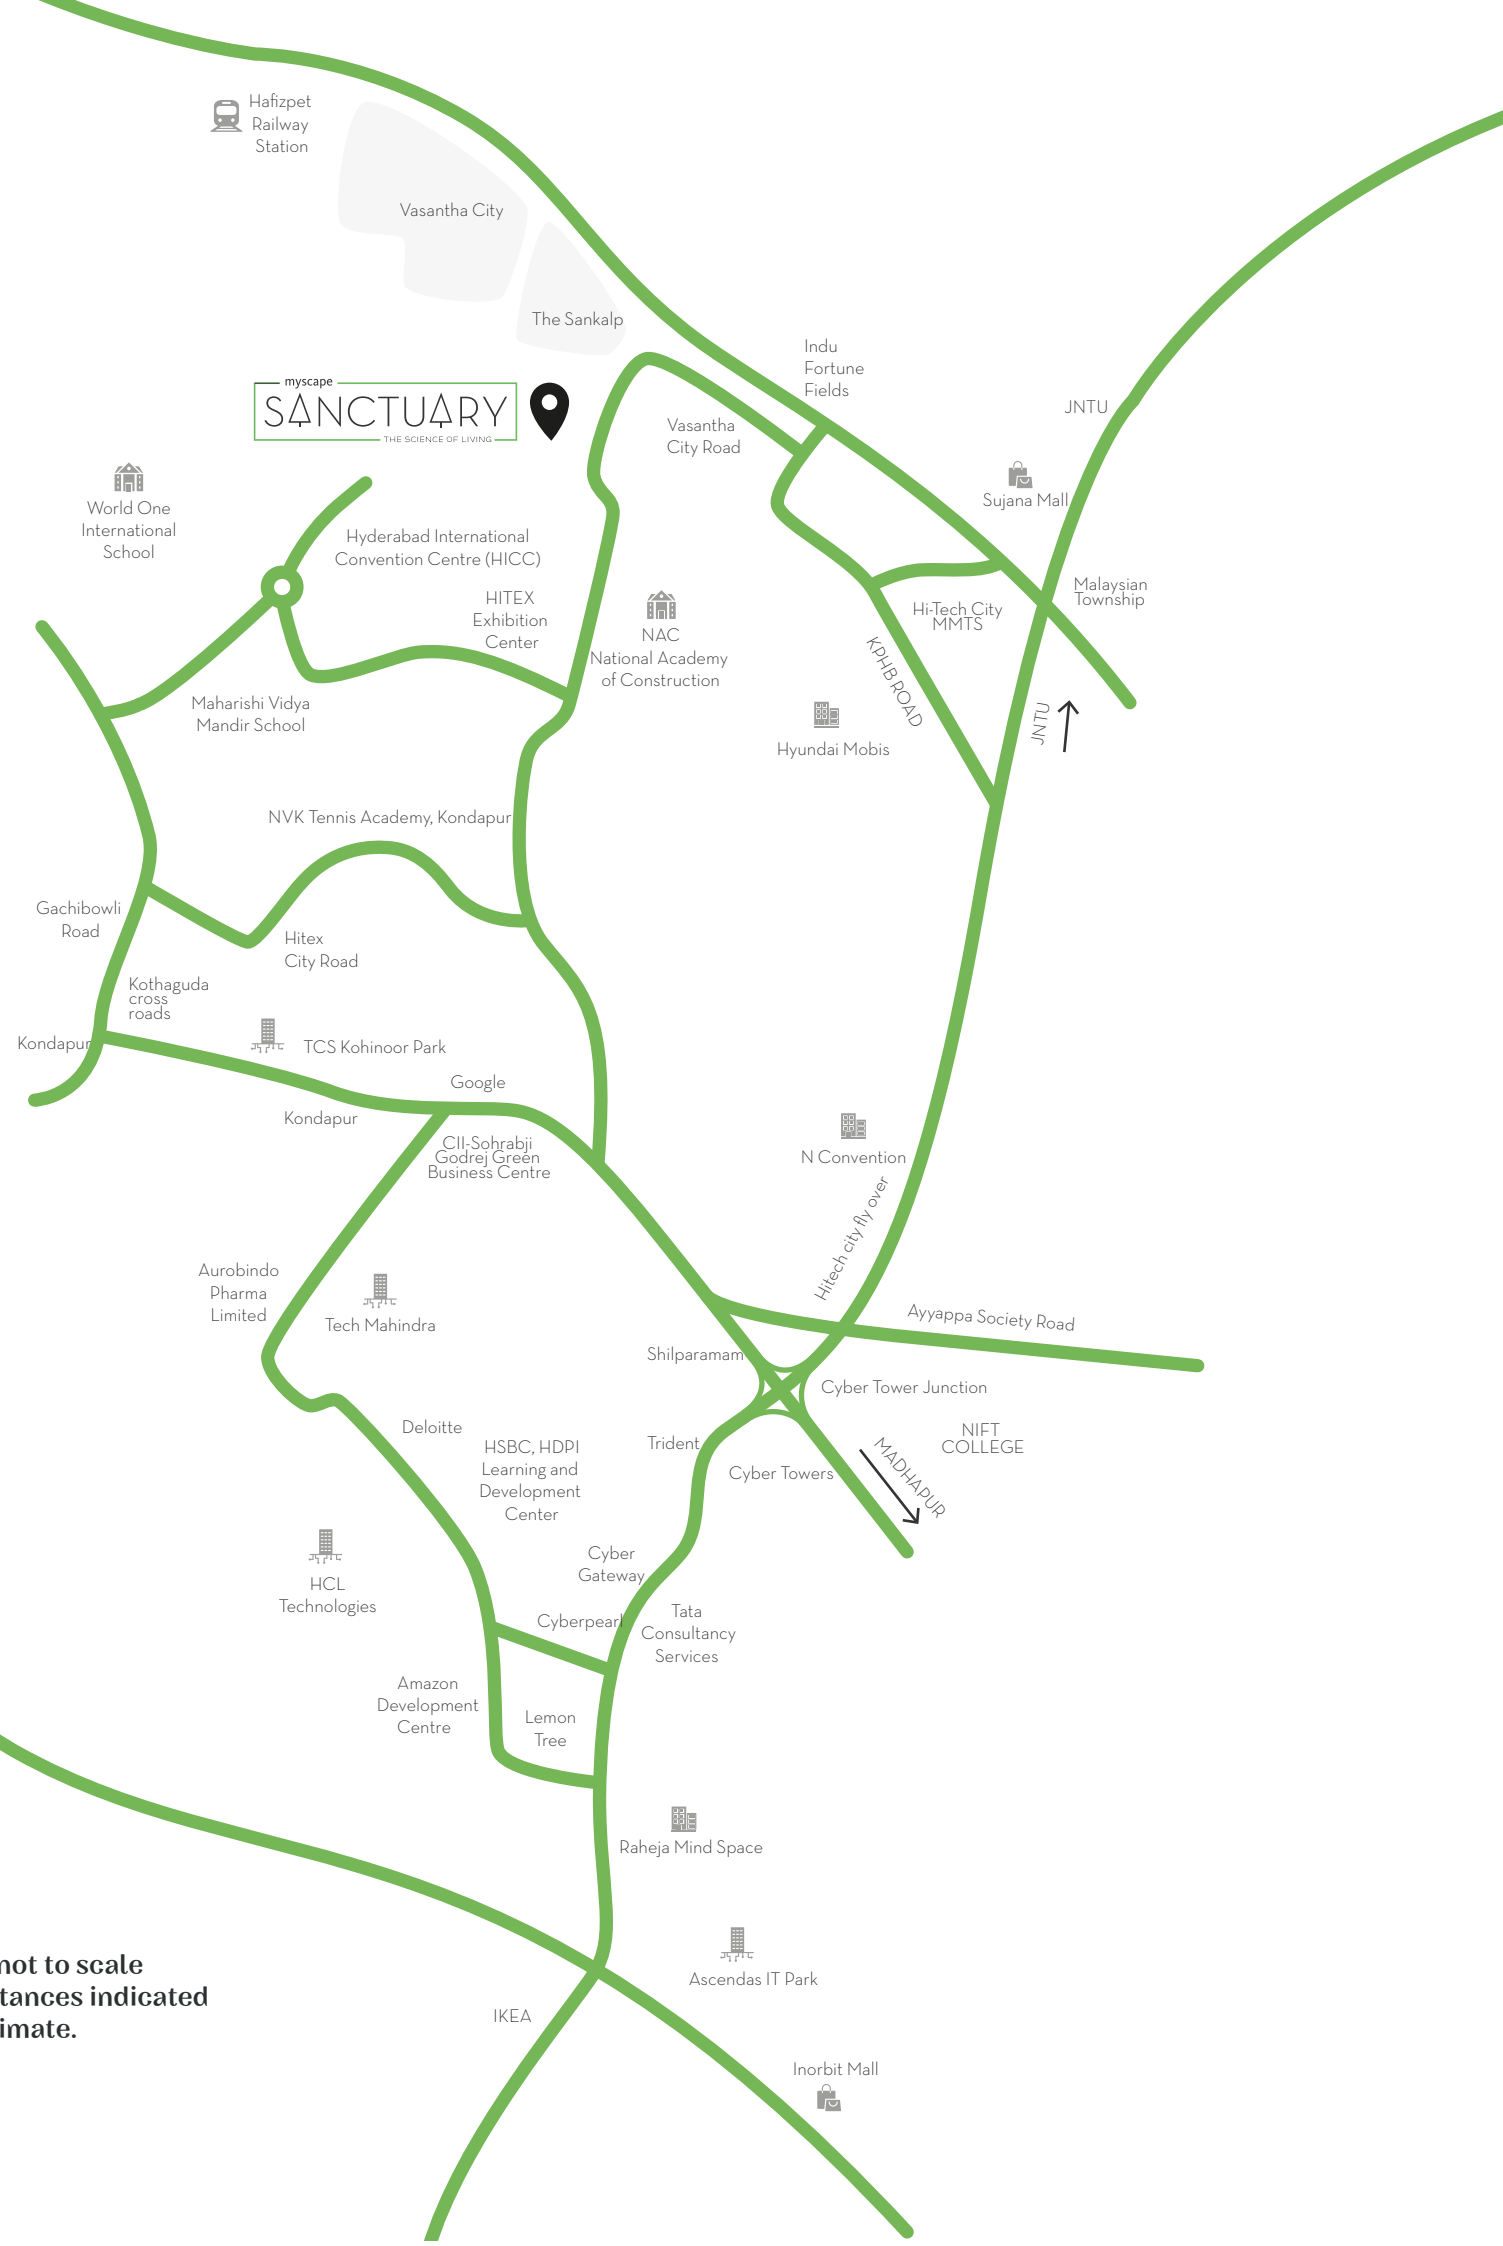 Hafizpet
Railway
Station
Vasantha City
The Sankalp
myscape
SANCTUARY
THE SCIENCE OF LIVING
Indu
Fortune
Fields
JNTU
Vasantha
City Road
Sujana Mall
World One
International
School
Hyderabad International
Convention Centre (HICC)
HITEX
Exhibition
Center
NAC
National Academy
of Construction
Hi-Tech City
MMTS
Malaysian
Township
KPHB ROAD
JNTU
Maharishi Vidya
Mandir School
Hyundai Mobis
NVK Tennis Academy, Kondapur
Gachibowli
Road
Hitex
City Road
Kothaguda
cross
roads
Kondapur
TCS Kohinoor Park
Google
Kondapur
CII-Sohrabji
Godrej Green
Business Centre
N Convention
Hitech city fly over
Aurobindo
Pharma
Limited
Tech Mahindra
Ayyappa Society Road
Shilparamam
Cyber Tower Junction
NIFT
COLLEGE
MADHAPUR
Deloitte
Trident
Cyber Towers
HSBC, HDPI
Learning and
Development
Center
HCL
Technologies
Cyber
Gateway
Cyberpearl
Tata
Consultancy
Services
Amazon
Development
Centre
Lemon
Tree
Raheja Mind Space
Ascendas IT Park
not to scale
tances indicated
imate.
IKEA
Inorbit Mall